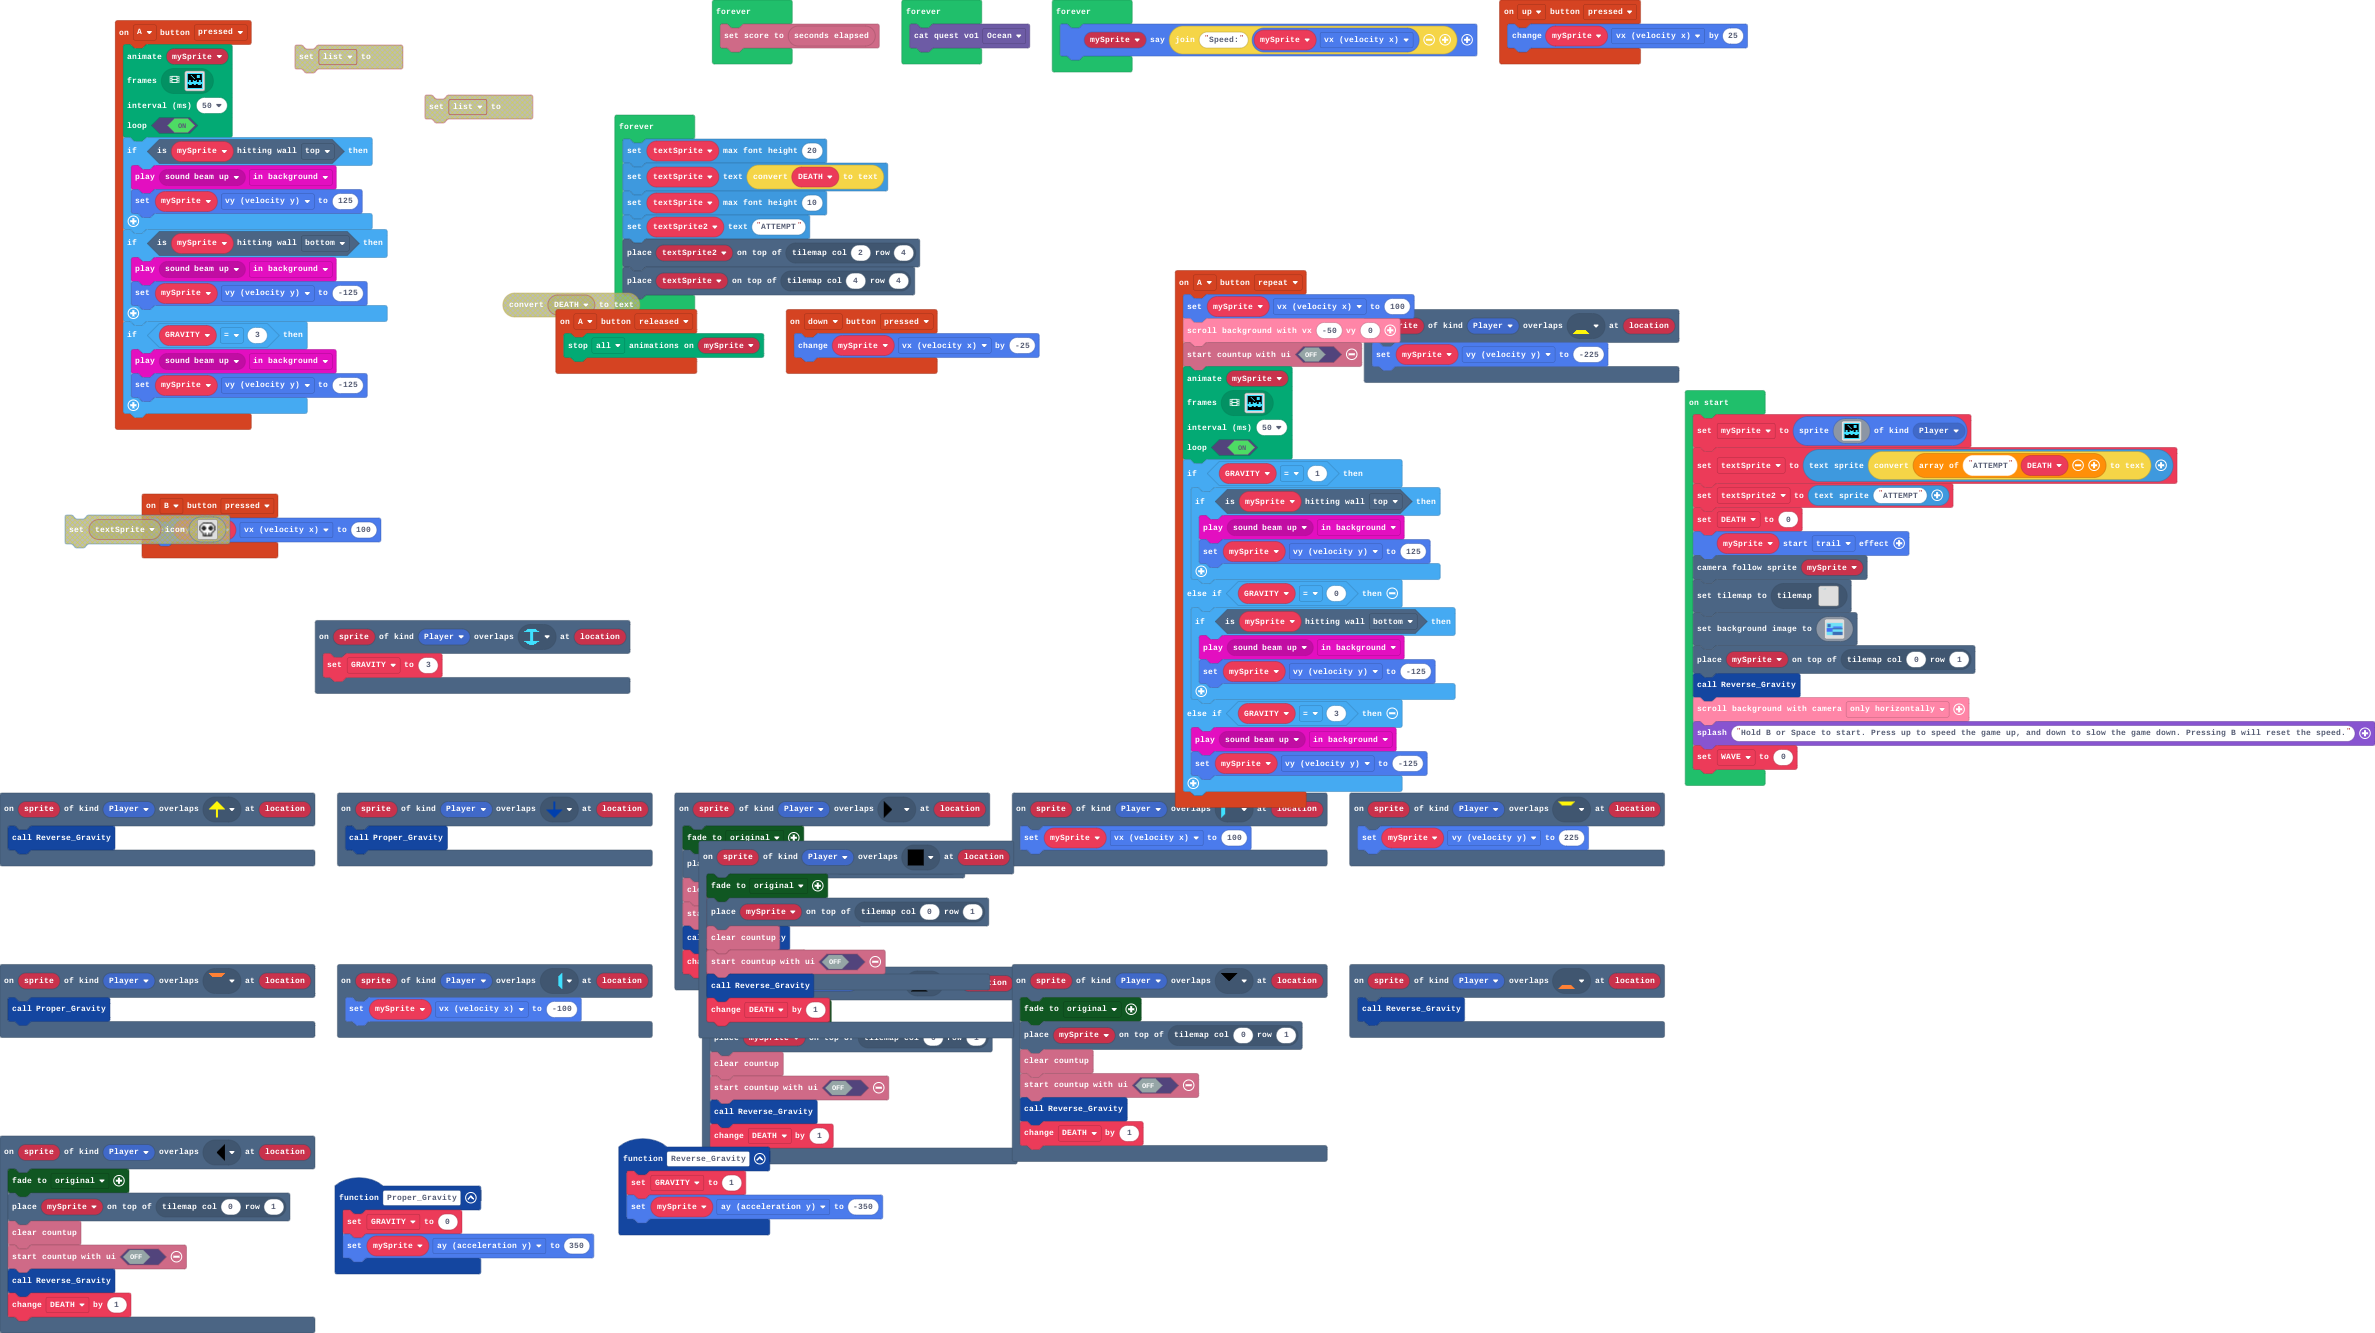 on A button pressed
animate mySprite
frames
interval (ms) 50
loop ON
if is mySprite hitting wall top then
play sound beam up in background
set mySprite vy (velocity y) to 125
if is mySprite hitting wall bottom then
play sound beam up in background
set mySprite vy (velocity y) to -125
if GRAVITY = 3 then
play sound beam up in background
set mySprite vy (velocity y) to -125
set list to
set list to
forever
set score to seconds elapsed
forever
cat quest vo1 Ocean
forever
mySprite say join "Speed:" mySprite vx (velocity x)
on up button pressed
change mySprite vx (velocity x) by 25
forever
set textSprite max font height 20
set textSprite text convert DEATH to text
set textSprite max font height 10
set textSprite2 text "ATTEMPT"
place textSprite2 on top of tilemap col 2 row 4
place textSprite on top of tilemap col 4 row 4
convert DEATH to text
on A button released
stop all animations on mySprite
on down button pressed
change mySprite vx (velocity x) by -25
on A button repeat
set mySprite vx (velocity x) to 100
scroll background with vx -50 vy 0
start countup with ui OFF
animate mySprite
frames
interval (ms) 50
loop ON
if GRAVITY = 1 then
if is mySprite hitting wall top then
play sound beam up in background
set mySprite vy (velocity y) to 125
else if GRAVITY = 0 then
if is mySprite hitting wall bottom then
play sound beam up in background
set mySprite vy (velocity y) to -125
else if GRAVITY = 3 then
play sound beam up in background
set mySprite vy (velocity y) to -125
of kind Player overlaps at location
set mySprite vy (velocity y) to -225
on start
set mySprite to sprite of kind Player
set textSprite to text sprite convert array of "ATTEMPT" DEATH to text
set textSprite2 to text sprite "ATTEMPT"
set DEATH to 0
mySprite start trail effect
camera follow sprite mySprite
set tilemap to tilemap
set background image to
place mySprite on top of tilemap col 0 row 1
call Reverse_Gravity
scroll background with camera only horizontally
splash "Hold B or Space to start. Press up to speed the game up, and down to slow the game down. Pressing B will reset the speed."
set WAVE to 0
on B button pressed
set textSprite icon
vx (velocity x) to 100
on sprite of kind Player overlaps at location
set GRAVITY to 3
on sprite of kind Player overlaps at location
call Reverse_Gravity
on sprite of kind Player overlaps at location
call Proper_Gravity
on sprite of kind Player overlaps at location
fade to original
on sprite of kind Player overlaps at location
fade to original
place mySprite on top of tilemap col 0 row 1
clear countup
start countup with ui OFF
call Reverse_Gravity
change DEATH by 1
on sprite of kind Player overlaps at location
set mySprite vx (velocity x) to 100
on sprite of kind Player overlaps at location
set mySprite vy (velocity y) to 225
on sprite of kind Player overlaps at location
call Proper_Gravity
on sprite of kind Player overlaps at location
set mySprite vx (velocity x) to -100
place mySprite on top of tilemap col row
clear countup
start countup with ui OFF
call Reverse_Gravity
change DEATH by 1
on sprite of kind Player overlaps at location
fade to original
place mySprite on top of tilemap col 0 row 1
clear countup
start countup with ui OFF
call Reverse_Gravity
change DEATH by 1
on sprite of kind Player overlaps at location
call Reverse_Gravity
on sprite of kind Player overlaps at location
fade to original
place mySprite on top of tilemap col 0 row 1
clear countup
start countup with ui OFF
call Reverse_Gravity
change DEATH by 1
function Proper_Gravity
set GRAVITY to 0
set mySprite ay (acceleration y) to 350
function Reverse_Gravity
set GRAVITY to 1
set mySprite ay (acceleration y) to -350